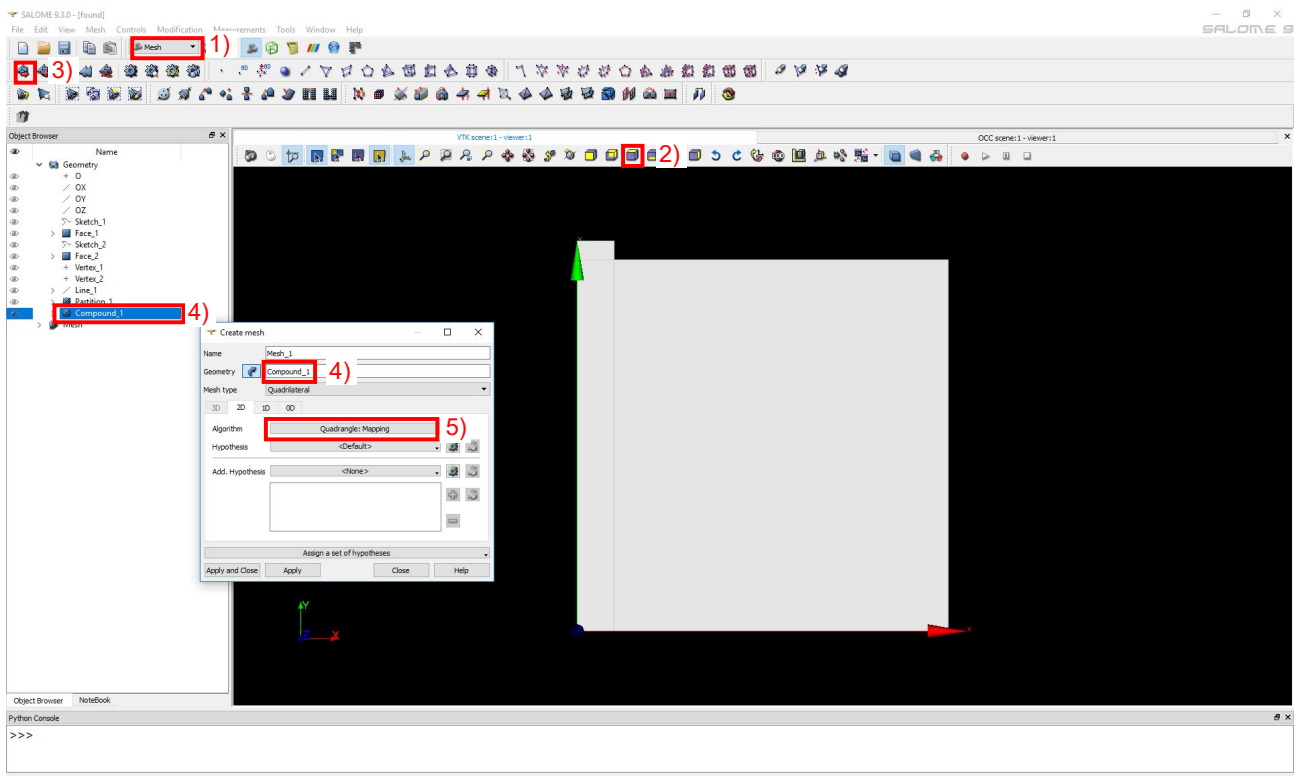 SALOME 9.3.0 - [found]
File Edit View Mesh Controls Modification Measurements Tools Window Help
SALOME 9
Mesh 1)
3)
Object Browser
VTK scene:1 - viewer:1 OCC scene:1 - viewer:1
Name
2)
Geometry
O
OX
OY
OZ
Sketch_1
Face_1
Sketch_2
Face_2
Vertex_1
Vertex_2
Line_1
Partition_1
Compound_1 4)
Mesh
Create mesh
Name Mesh_1
Geometry Compound_1 4)
Mesh type Quadrilateral
3D 2D 1D 0D
Algorithm Quadrangle: Mapping 5)
Hypothesis <Default>
Add. Hypothesis <None>
Assign a set of hypotheses
Apply and Close Apply Close Help
Y
Z X
X
Object Browser NoteBook
Python Console
>>>